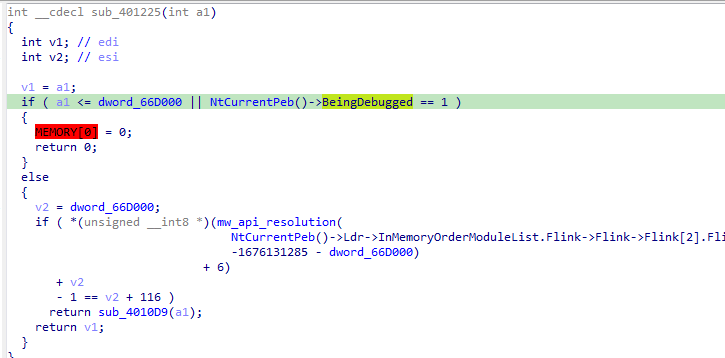 int __cdecl sub_401225(int a1)
{
  int v1; // edi
  int v2; // esi

  v1 = a1;
  if ( a1 <= dword_66D000 || NtCurrentPeb()->BeingDebugged == 1 )
  {
    MEMORY[0] = 0;
    return 0;
  }
  else
  {
    v2 = dword_66D000;
    if ( *(unsigned __int8 *)(mw_api_resolution(
                                NtCurrentPeb()->Ldr->InMemoryOrderModuleList.Flink->Flink->Flink[2].Fli
                                -1676131285 - dword_66D000)
                            + 6)
       + v2
       - 1 == v2 + 116 )
      return sub_4010D9(a1);
    return v1;
  }
}